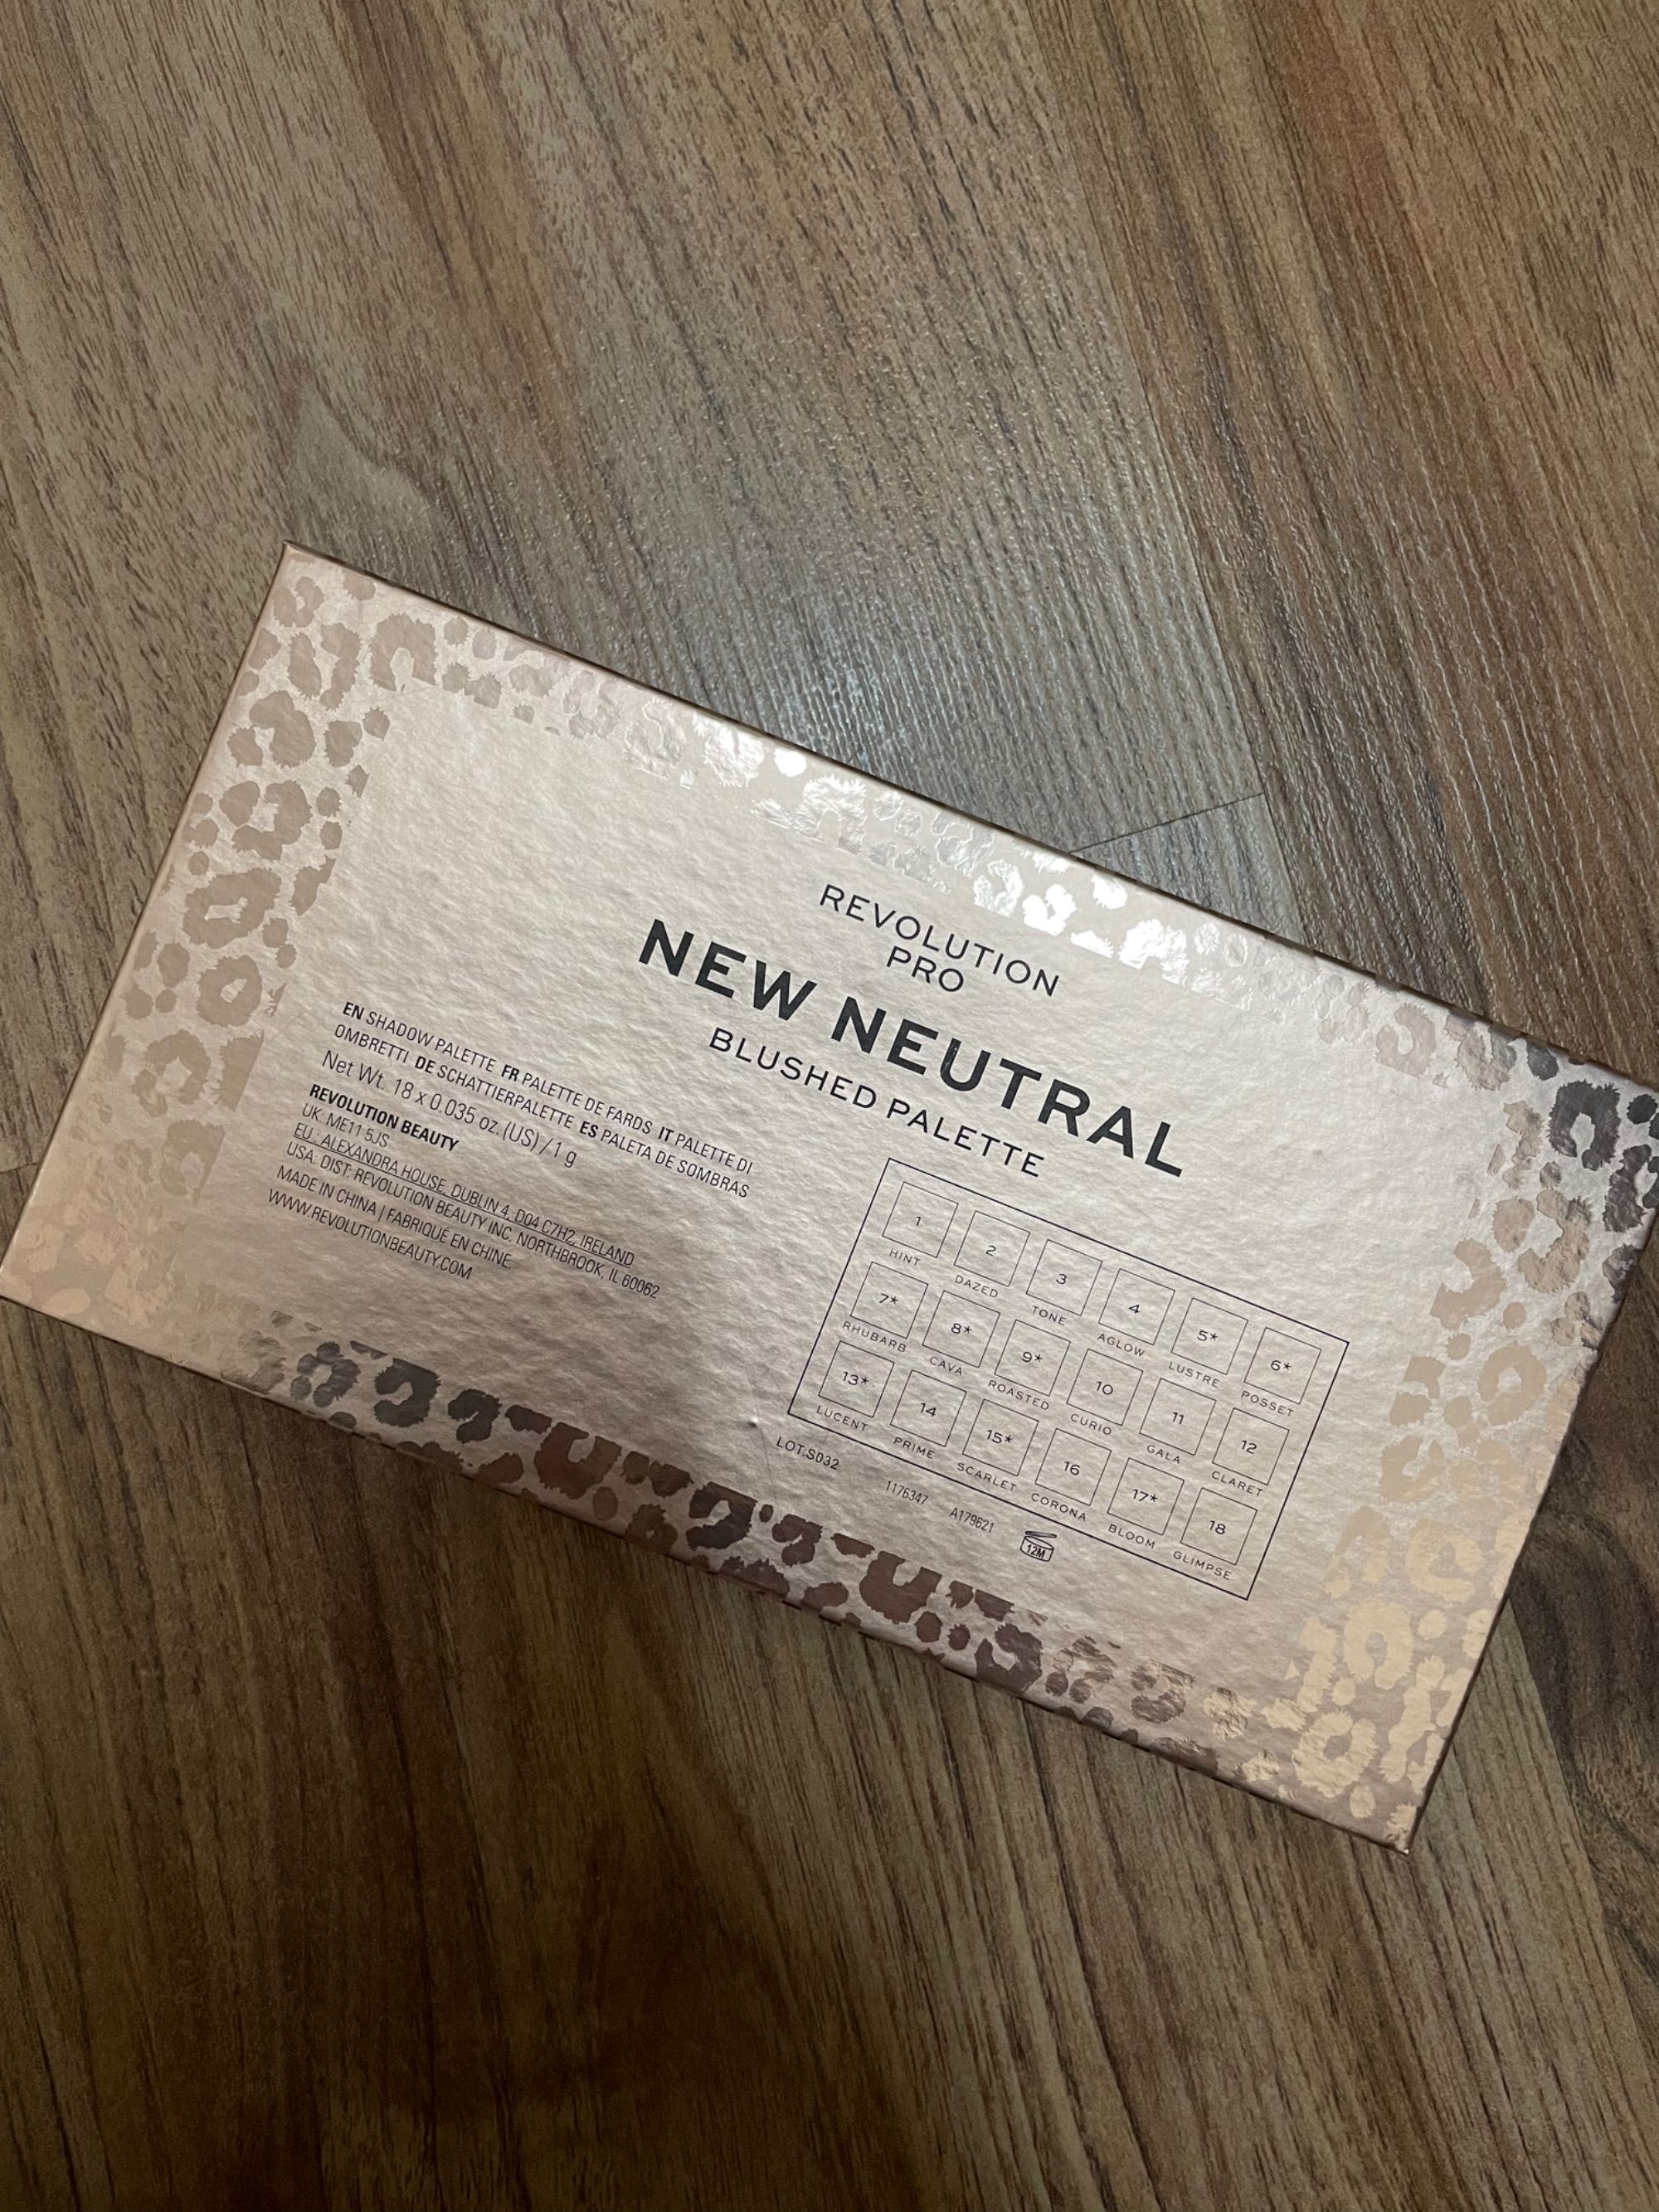 REVOLUTION
PRO
NEW NEUTRAL
BLUSHED PALETTE
EN SHADOW PALETTE FR PALETTE DE FARDS IT PALETTE DI
OMBRETTI DE SCHATTIERPALETTE ES PALETA DE SOMBRAS
Net Wt. 18 x 0.035 oz.(US) / 1 g
REVOLUTION BEAUTY
UK: ME11 5JS
EU : ALEXANDRA HOUSE, DUBLIN 4, D04 C7H2, IRELAND
USA. DIST: REVOLUTION BEAUTY INC. NORTHBROOK, IL 60062
MADE IN CHINA | FABRIQUÉ EN CHINE.
WWW.REVOLUTIONBEAUTY.COM
1 2 3 4 5* 6*
HINT DAZED TONE AGLOW LUSTRE POSSET
7* 8* 9* 10 11 12
RHUBARB CAVA ROASTED CURIO GALA CLARET
13* 14 15* 16 17* 18
LUCENT PRIME SCARLET CORONA BLOOM GLIMPSE
LOT:S032 1176347 A179621 12M